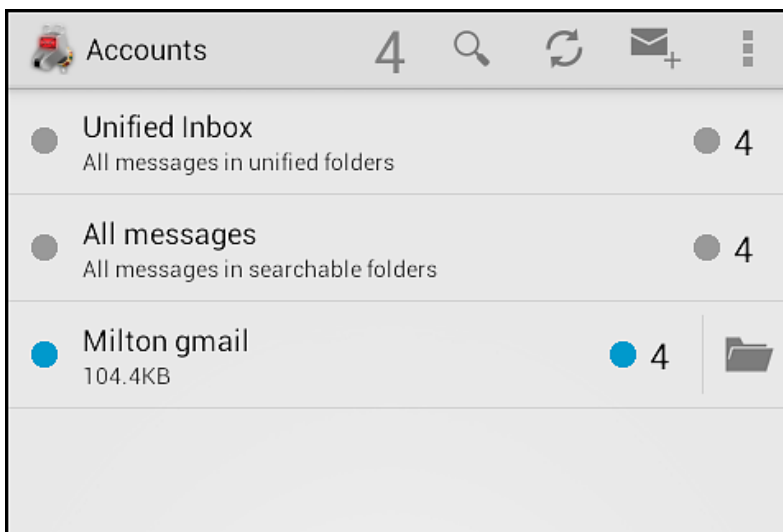 Accounts 4
Unified Inbox
All messages in unified folders
4
All messages
All messages in searchable folders
4
Milton gmail
104.4KB
4